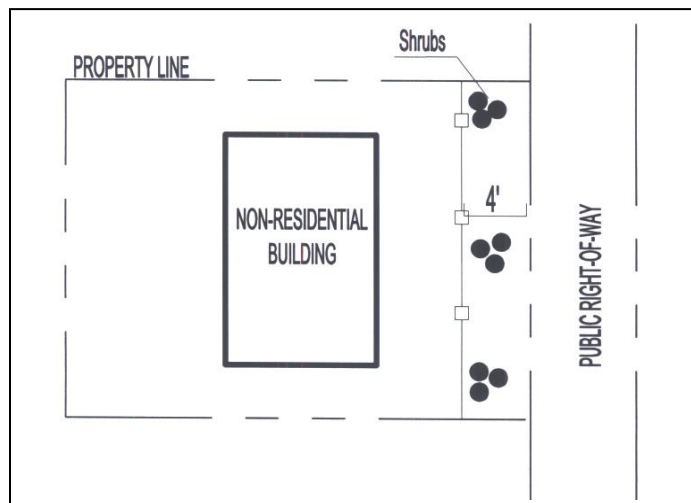 Shrubs
PROPERTY LINE
4'
NON-RESIDENTIAL
BUILDING
PUBLIC RIGHT-OF-WAY